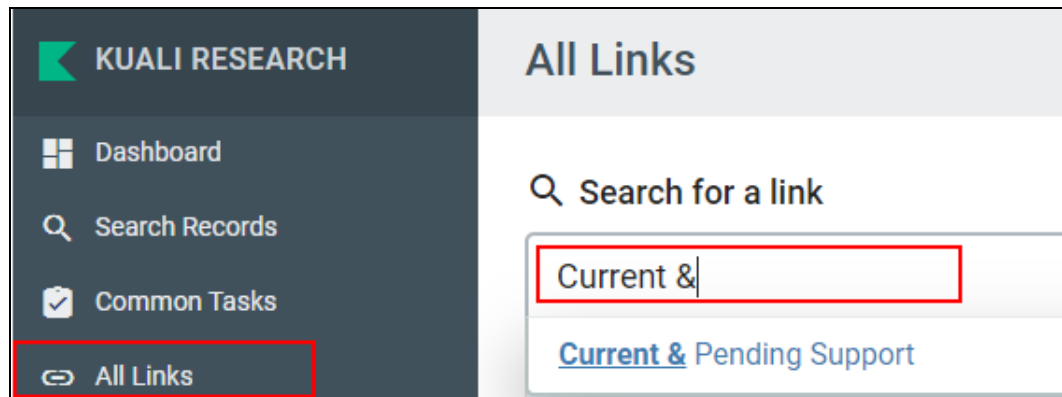 KUALI RESEARCH
Dashboard
Search Records
Common Tasks
All Links
All Links
Search for a link
Current &
Current & Pending Support